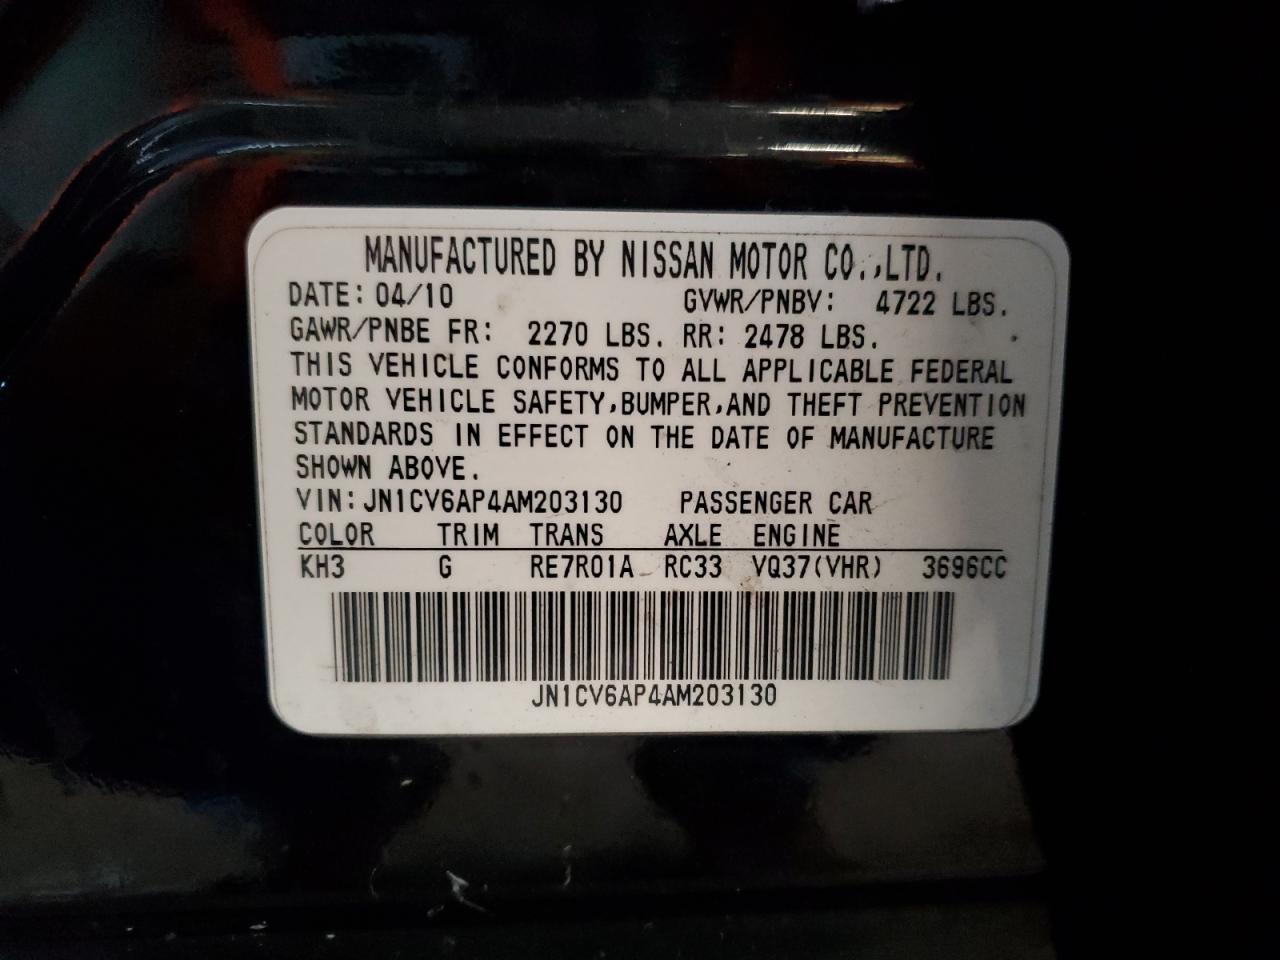 MANUFACTURED BY NISSAN MOTOR CO.,LTD.
DATE: 04/10 GVWR/PNBV: 4722 LBS.
GAWR/PNBE FR: 2270 LBS. RR: 2478 LBS.
THIS VEHICLE CONFORMS TO ALL APPLICABLE FEDERAL
MOTOR VEHICLE SAFETY,BUMPER,AND THEFT PREVENTION
STANDARDS IN EFFECT ON THE DATE OF MANUFACTURE
SHOWN ABOVE.
VIN:JN1CV6AP4AM203130 PASSENGER CAR
COLOR TRIM TRANS AXLE ENGINE
KH3 G RE7R01A RC33 VQ37(VHR) 3696CC
JN1CV6AP4AM203130